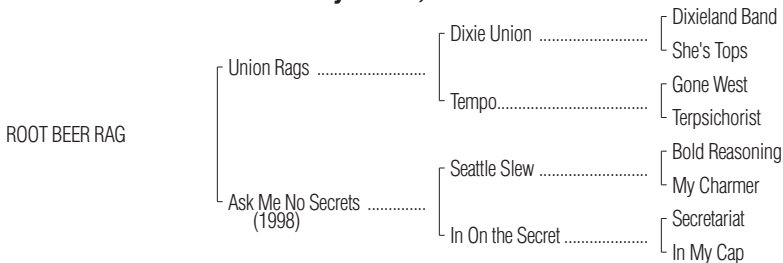 Dixieland Band
Dixie Union
She's Tops
Union Rags
Gone West
Tempo
Terpsichorist
ROOT BEER RAG
Bold Reasoning
Seattle Slew
My Charmer
Ask Me No Secrets
(1998)
Secretariat
In On the Secret
In My Cap